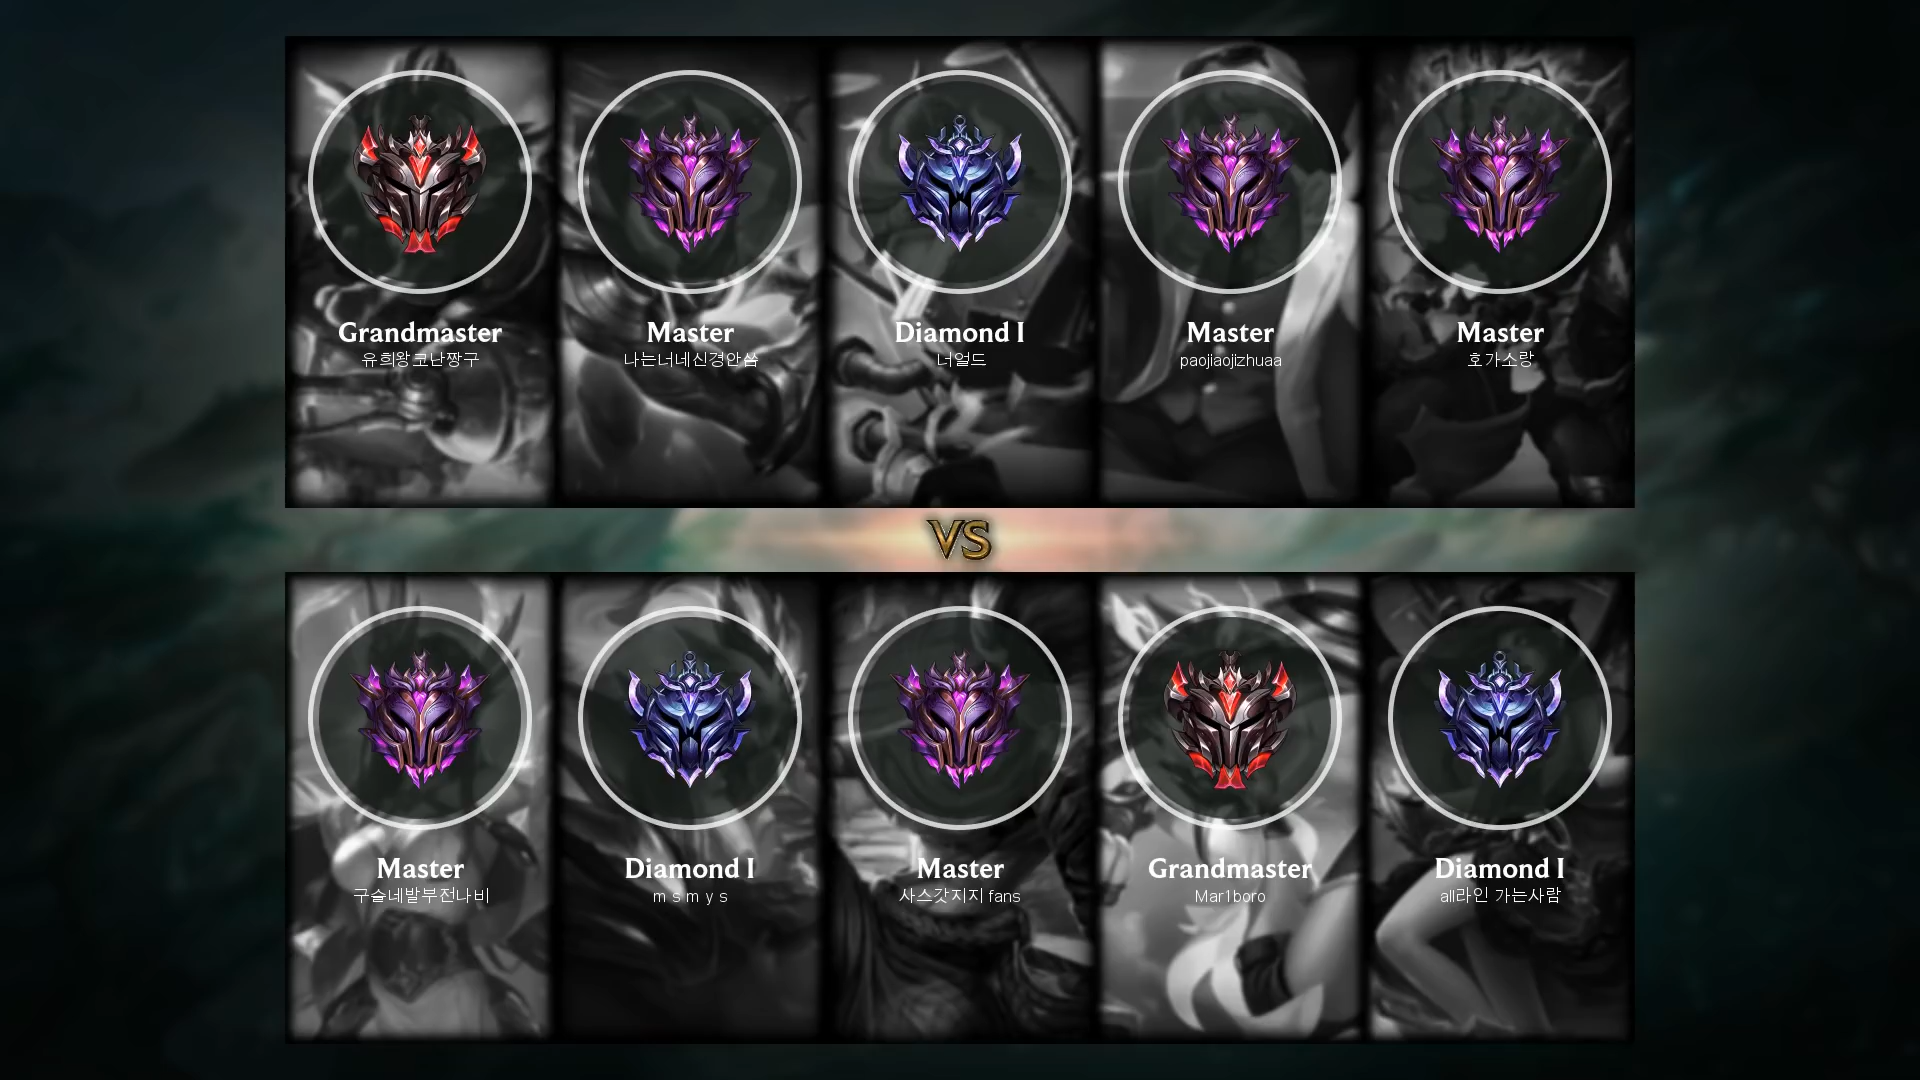 Grandmaster
유희왕코난짱구
Master
나는너네신경안씀
Diamond I
너얼드
Master
paojiaojizhuaa
Master
호가소랑
VS
Master
구슬네발부전나비
Diamond I
m s m y s
Master
사스갓지지 fans
Grandmaster
Mar1boro
Diamond I
all라인 가는사람